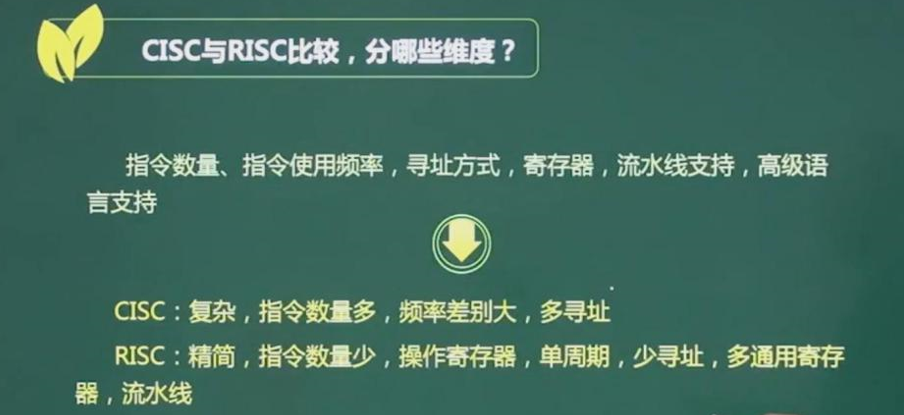 CISC与RISC比较，分哪些维度？
指令数量、指令使用频率，寻址方式，寄存器，流水线支持，高级语
言支持
CISC：复杂，指令数量多，频率差别大，多寻址
RISC：精简，指令数量少，操作寄存器，单周期，少寻址，多通用寄存
器，流水线